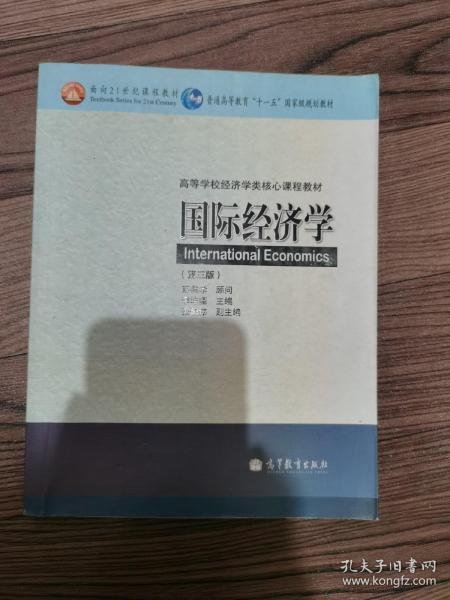 面向21世纪课程教材
Textbook Series for 21st Century
普通高等教育“十一五”国家级规划教材
高等学校经济学类核心课程教材
国际经济学
International Economics
(第三版)
顾问
主编
副主编
高等教育出版社
孔夫子旧书网
www.kongfz.com